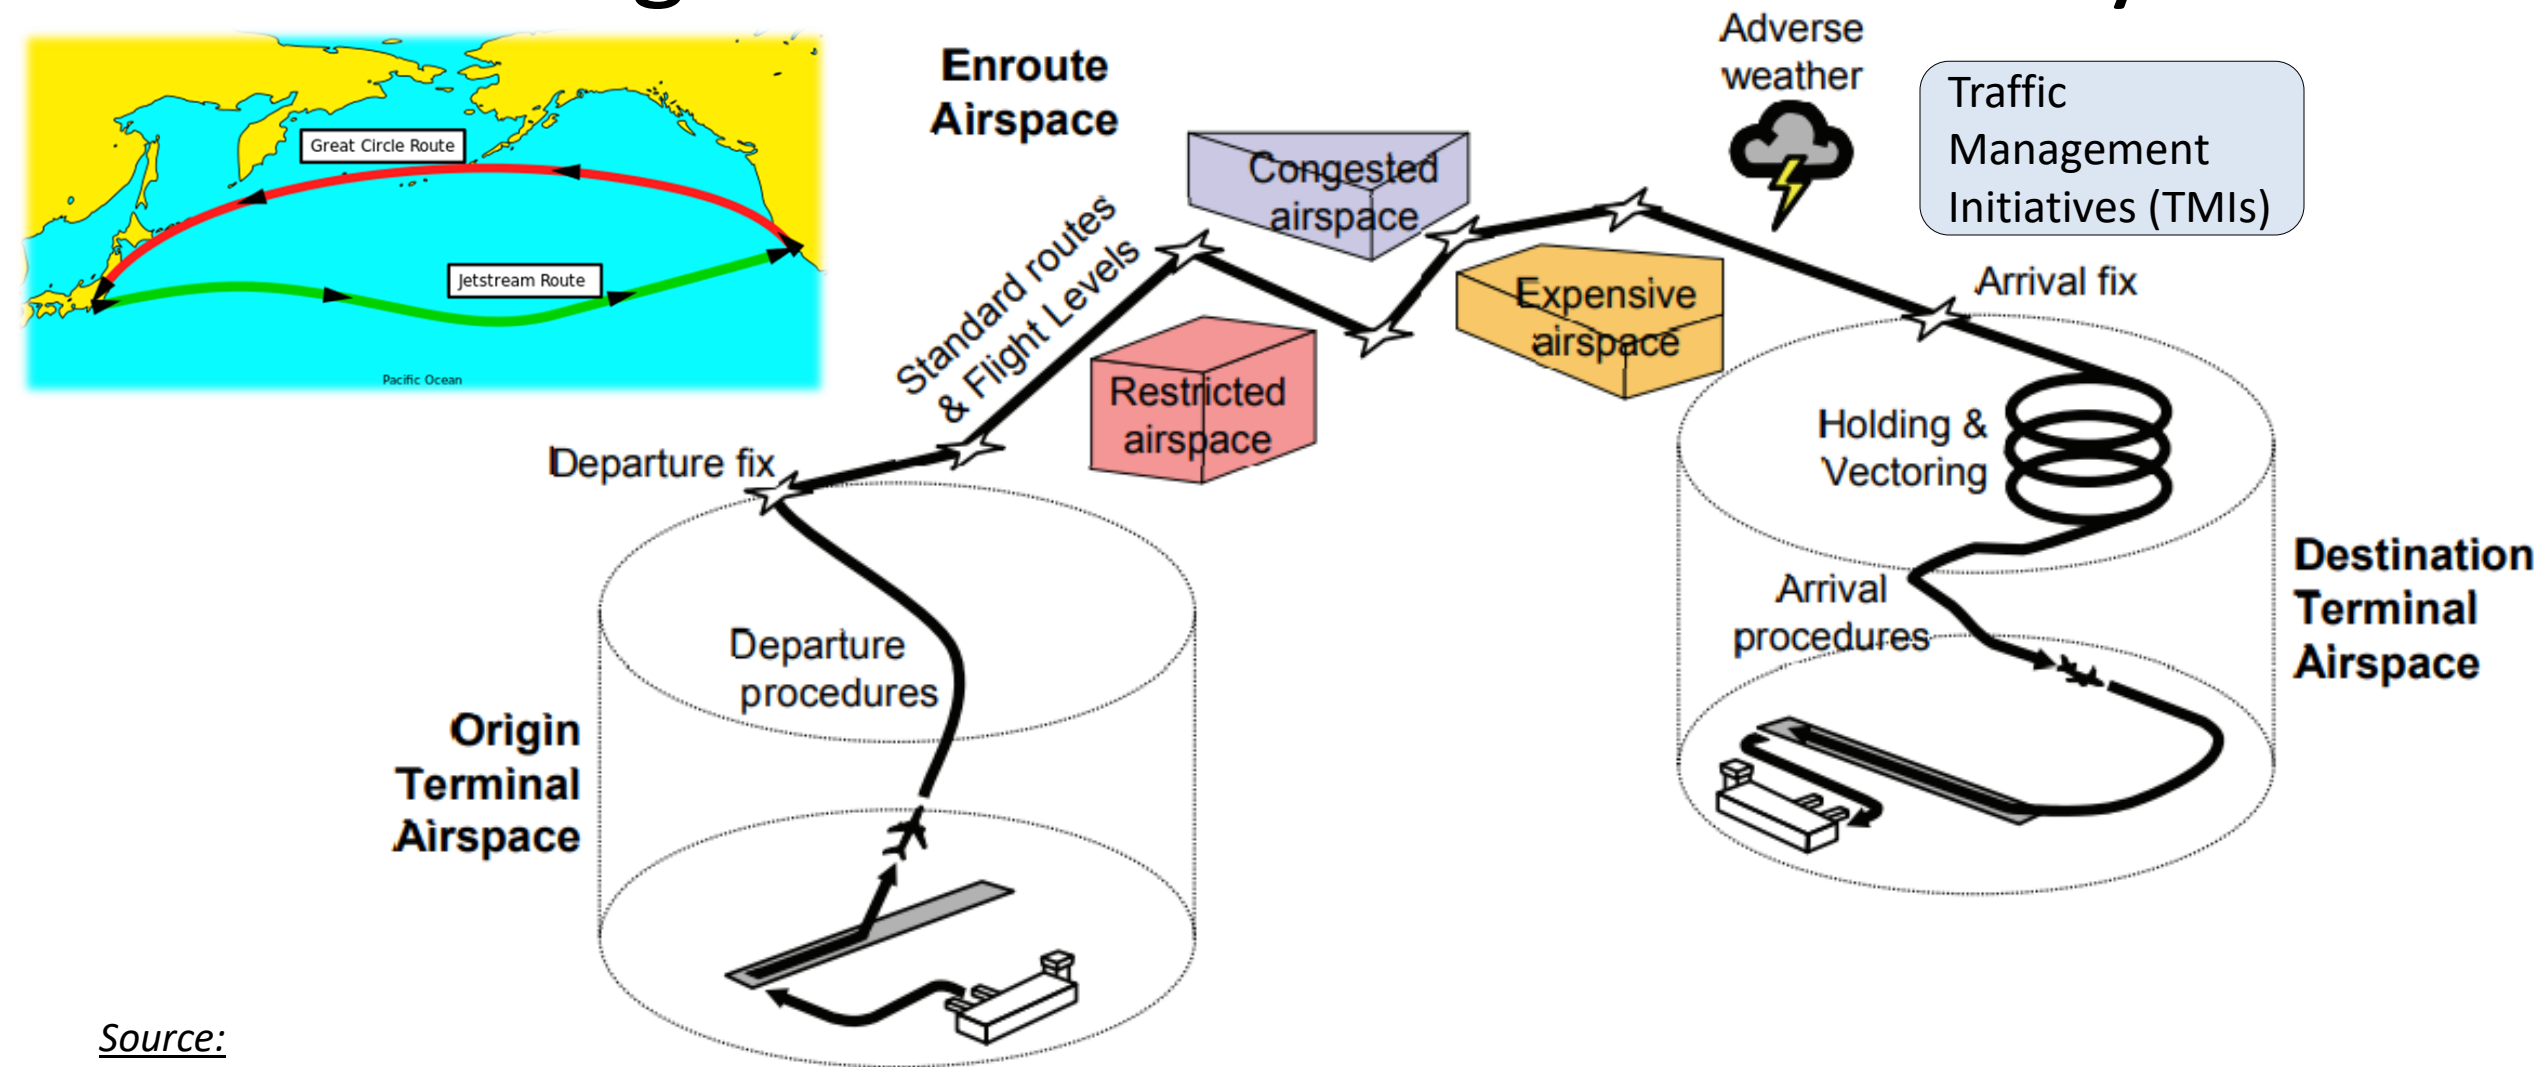 Great Circle Route
Jetstream Route
Pacific Ocean
Enroute
Airspace
Adverse
weather
Traffic
Management
Initiatives (TMIs)
Congested
airspace
Standard routes
& Flight Levels
Expensive
airspace
Restricted
airspace
Arrival fix
Departure fix
Holding &
Vectoring
Departure
procedures
Arrival
procedures
Destination
Terminal
Airspace
Origin
Terminal
Airspace
Source: